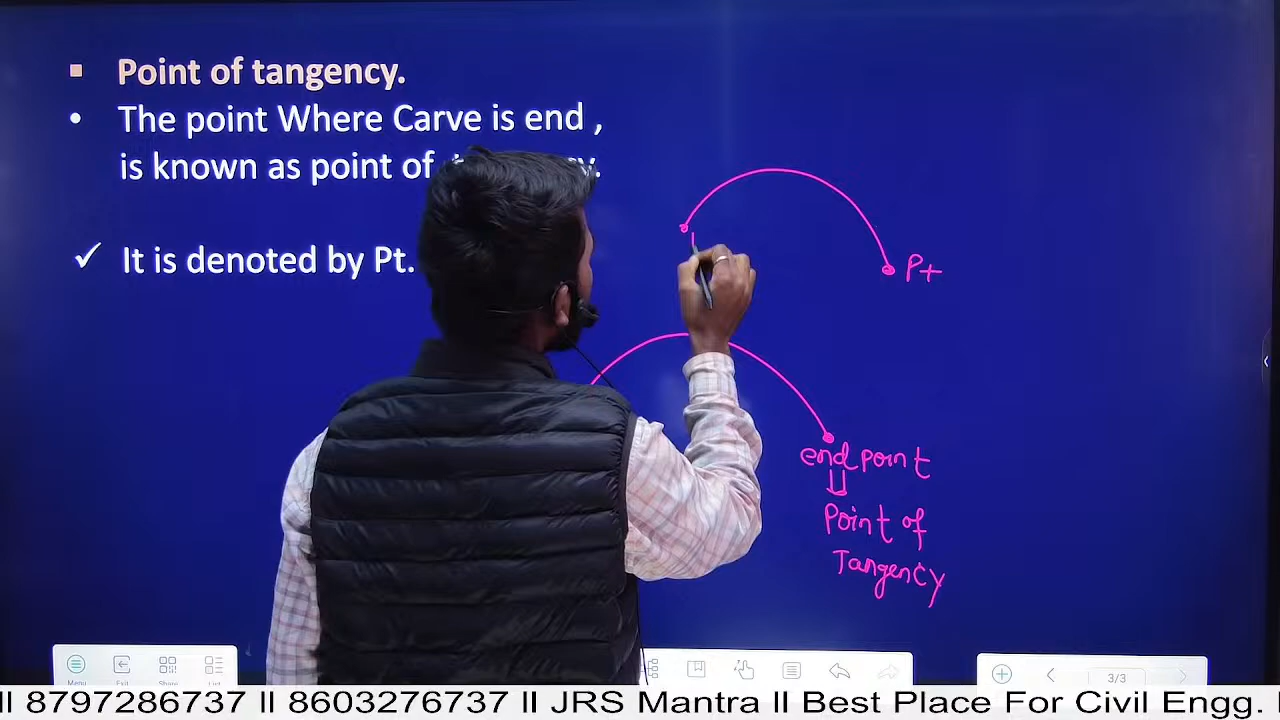 Point of tangency.
The point Where Carve is end ,
is known as point of
It is denoted by Pt.
Pt
end point
Point of
Tangency
Menu
3/3
II 8797286737 II 8603276737 II JRS Mantra II Best Place For Civil Engg.